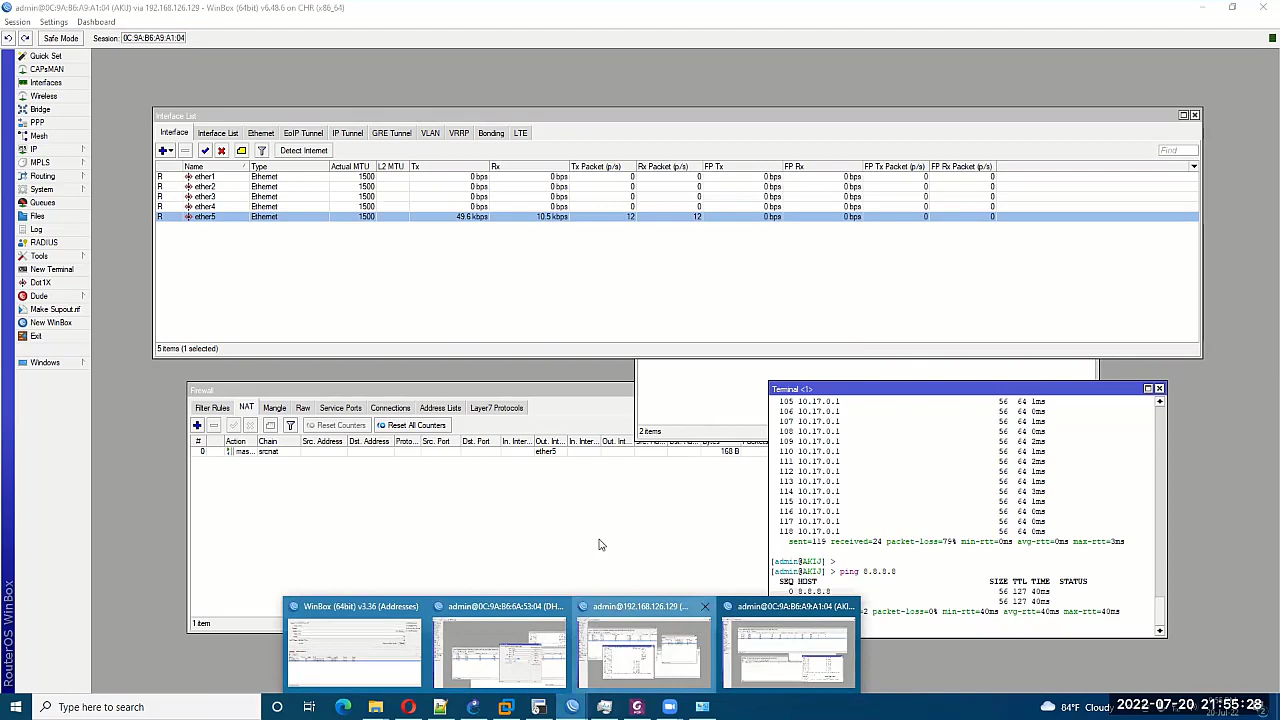 admin@0C:9A:B6:A9:A1:04 (AKIJ) via 192.168.126.129 - WinBox (64bit) v6.48.6 on CHR (x86_64)
Session Settings Dashboard
Safe Mode Session: 0C:9A:B6:A9:A1:04
Quick Set
CAPsMAN
Interfaces
Wireless
Bridge
PPP
Mesh
IP
MPLS
Routing
System
Queues
Files
Log
RADIUS
Tools
New Terminal
Dot1X
Dude
Make Supout.rif
New WinBox
Exit
Windows
RouterOS WinBox
Interface List
Interface Interface List Ethernet EoIP Tunnel IP Tunnel GRE Tunnel VLAN VRRP Bonding LTE
Detect Internet Find
Name Type Actual MTU L2 MTU Tx Rx Tx Packet (p/s) Rx Packet (p/s) FP Tx FP Rx FP Tx Packet (p/s) FP Rx Packet (p/s)
R ether1 Ethernet 1500 0 bps 0 bps 0 0 0 bps 0 bps 0 0
R ether2 Ethernet 1500 0 bps 0 bps 0 0 0 bps 0 bps 0 0
R ether3 Ethernet 1500 0 bps 0 bps 0 0 0 bps 0 bps 0 0
R ether4 Ethernet 1500 0 bps 0 bps 0 0 0 bps 0 bps 0 0
R ether5 Ethernet 1500 49.6 kbps 10.5 kbps 12 12 0 bps 0 bps 0 0
5 items (1 selected)
Firewall
Filter Rules NAT Mangle Raw Service Ports Connections Address Lists Layer7 Protocols
Reset Counters Reset All Counters
# Action Chain Src. Address Dst. Address Proto... Src. Port Dst. Port In. Inter... Out. Int... In. Inter... Out. Int...
0 mas... srcnat ether5 168 B
1 item
2 items
Terminal <1>
105 10.17.0.1 56 64 1ms
106 10.17.0.1 56 64 0ms
107 10.17.0.1 56 64 1ms
108 10.17.0.1 56 64 0ms
109 10.17.0.1 56 64 2ms
110 10.17.0.1 56 64 1ms
111 10.17.0.1 56 64 2ms
112 10.17.0.1 56 64 1ms
113 10.17.0.1 56 64 1ms
114 10.17.0.1 56 64 3ms
115 10.17.0.1 56 64 1ms
116 10.17.0.1 56 64 0ms
117 10.17.0.1 56 64 0ms
118 10.17.0.1 56 64 0ms
sent=119 received=24 packet-loss=79% min-rtt=0ms avg-rtt=0ms max-rtt=3ms
[admin@AKIJ] >
[admin@AKIJ] > ping 8.8.8.8
SEQ HOST SIZE TTL TIME STATUS
0 8.8.8.8 56 127 40ms
56 127 40ms
2 packet-loss=0% min-rtt=40ms avg-rtt=40ms max-rtt=40ms
WinBox (64bit) v3.36 (Addresses)
admin@0C:9A:B6:6A:53:04 (DH...
admin@192.168.126.129 (...
admin@0C:9A:B6:A9:A1:04 (AKI...
Type here to search
84°F Cloudy
2022-07-20 21:55:28